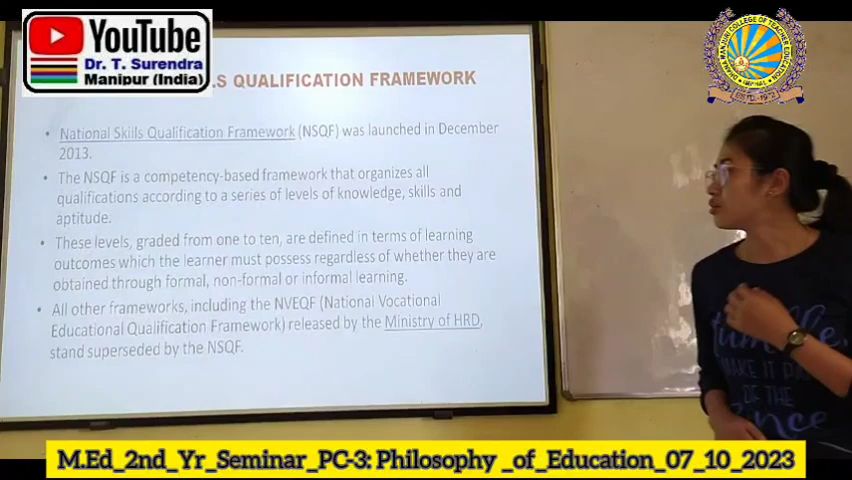 YouTube
Dr. T. Surendra
Manipur (India)
S QUALIFICATION FRAMEWORK
• National Skills Qualification Framework (NSQF) was launched in December
2013.
• The NSQF is a competency-based framework that organizes all
qualifications according to a series of levels of knowledge, skills and
aptitude.
• These levels, graded from one to ten, are defined in terms of learning
outcomes which the learner must possess regardless of whether they are
obtained through formal, non-formal or informal learning.
• All other frameworks, including the NVEQF (National Vocational
Educational Qualification Framework) released by the Ministry of HRD,
stand superseded by the NSQF.
MAKE IT
OF THE
M.Ed_2nd_Yr_Seminar_PC-3: Philosophy _of_Education_07_10_2023